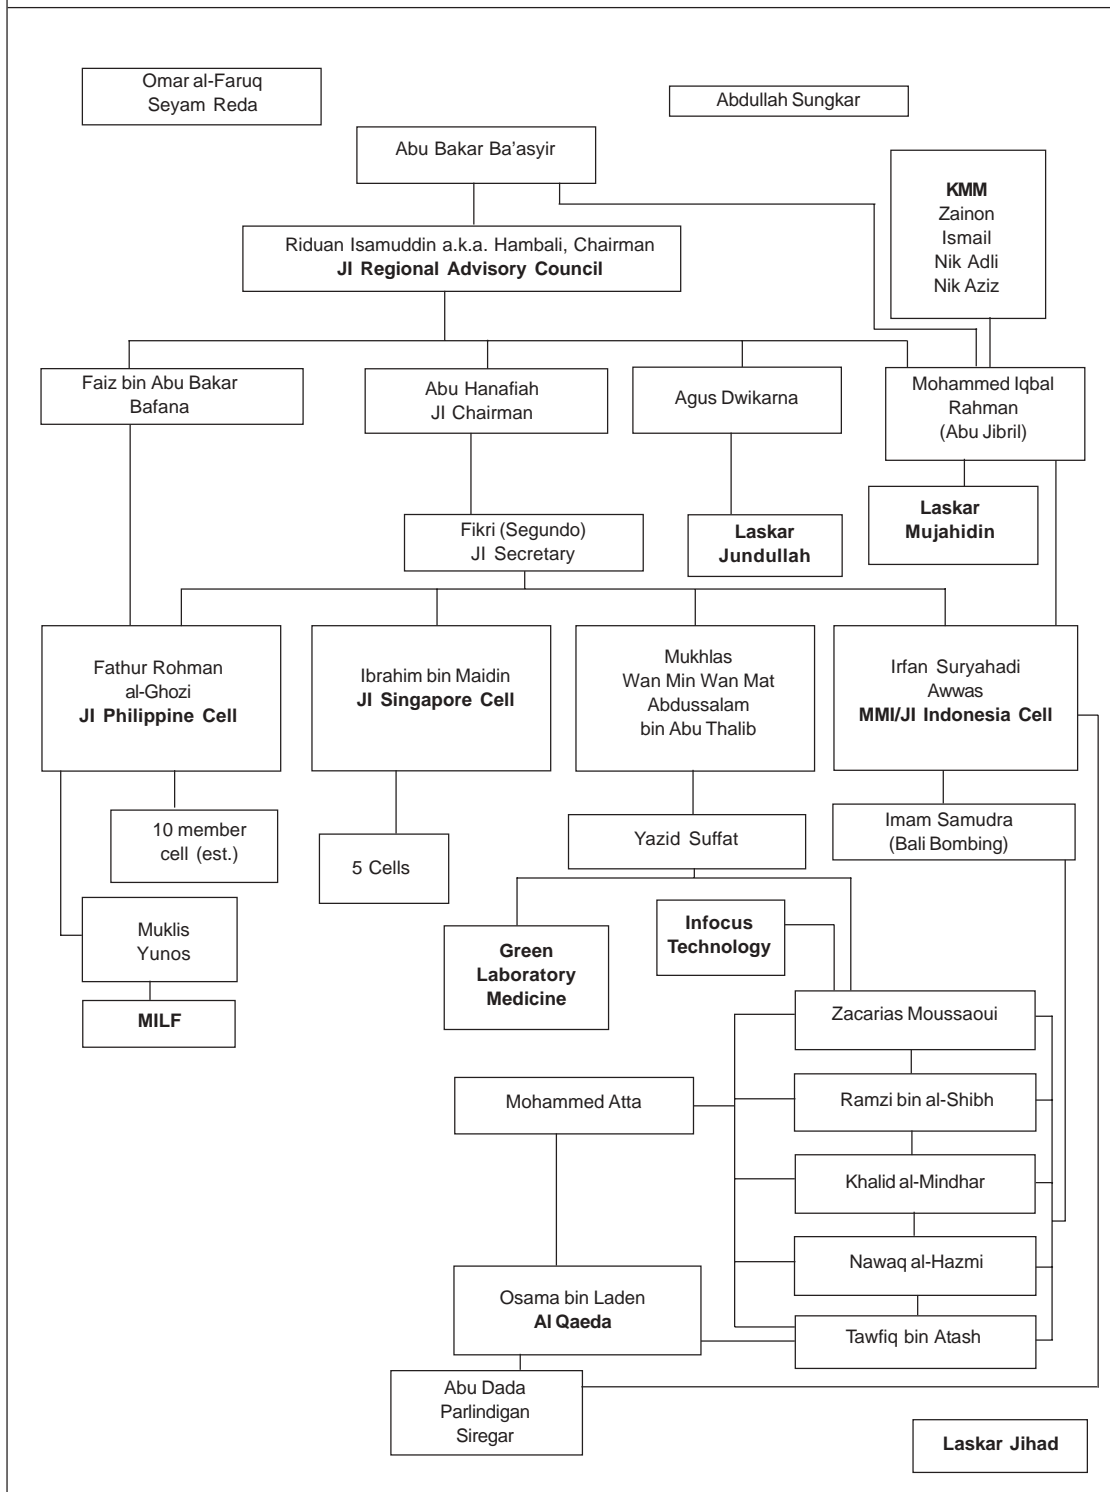 Omar al-Faruq
Seyam Reda
Abdullah Sungkar
Abu Bakar Ba'asyir
KMM
Zainon
Ismail
Nik Adli
Nik Aziz
Riduan Isamuddin a.k.a. Hambali, Chairman
JI Regional Advisory Council
Faiz bin Abu Bakar
Bafana
Abu Hanafiah
JI Chairman
Agus Dwikarna
Mohammed Iqbal
Rahman
(Abu Jibril)
Fikri (Segundo)
JI Secretary
Laskar
Jundullah
Laskar
Mujahidin
Fathur Rohman
al-Ghozi
JI Philippine Cell
Ibrahim bin Maidin
JI Singapore Cell
Mukhlas
Wan Min Wan Mat
Abdussalam
bin Abu Thalib
Irfan Suryahadi
Awwas
MMI/JI Indonesia Cell
10 member
cell (est.)
5 Cells
Yazid Suffat
Imam Samudra
(Bali Bombing)
Muklis
Yunos
MILF
Green
Laboratory
Medicine
Infocus
Technology
Zacarias Moussaoui
Mohammed Atta
Ramzi bin al-Shibh
Khalid al-Mindhar
Nawaq al-Hazmi
Osama bin Laden
Al Qaeda
Tawfiq bin Atash
Abu Dada
Parlindigan
Siregar
Laskar Jihad